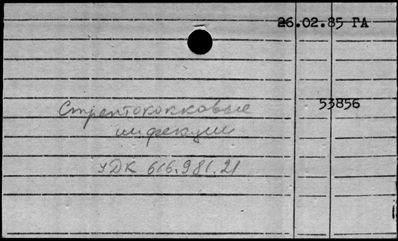 26.02.85 ГА
Стрептококковые
инфекции
53856
УДК 616.981.21